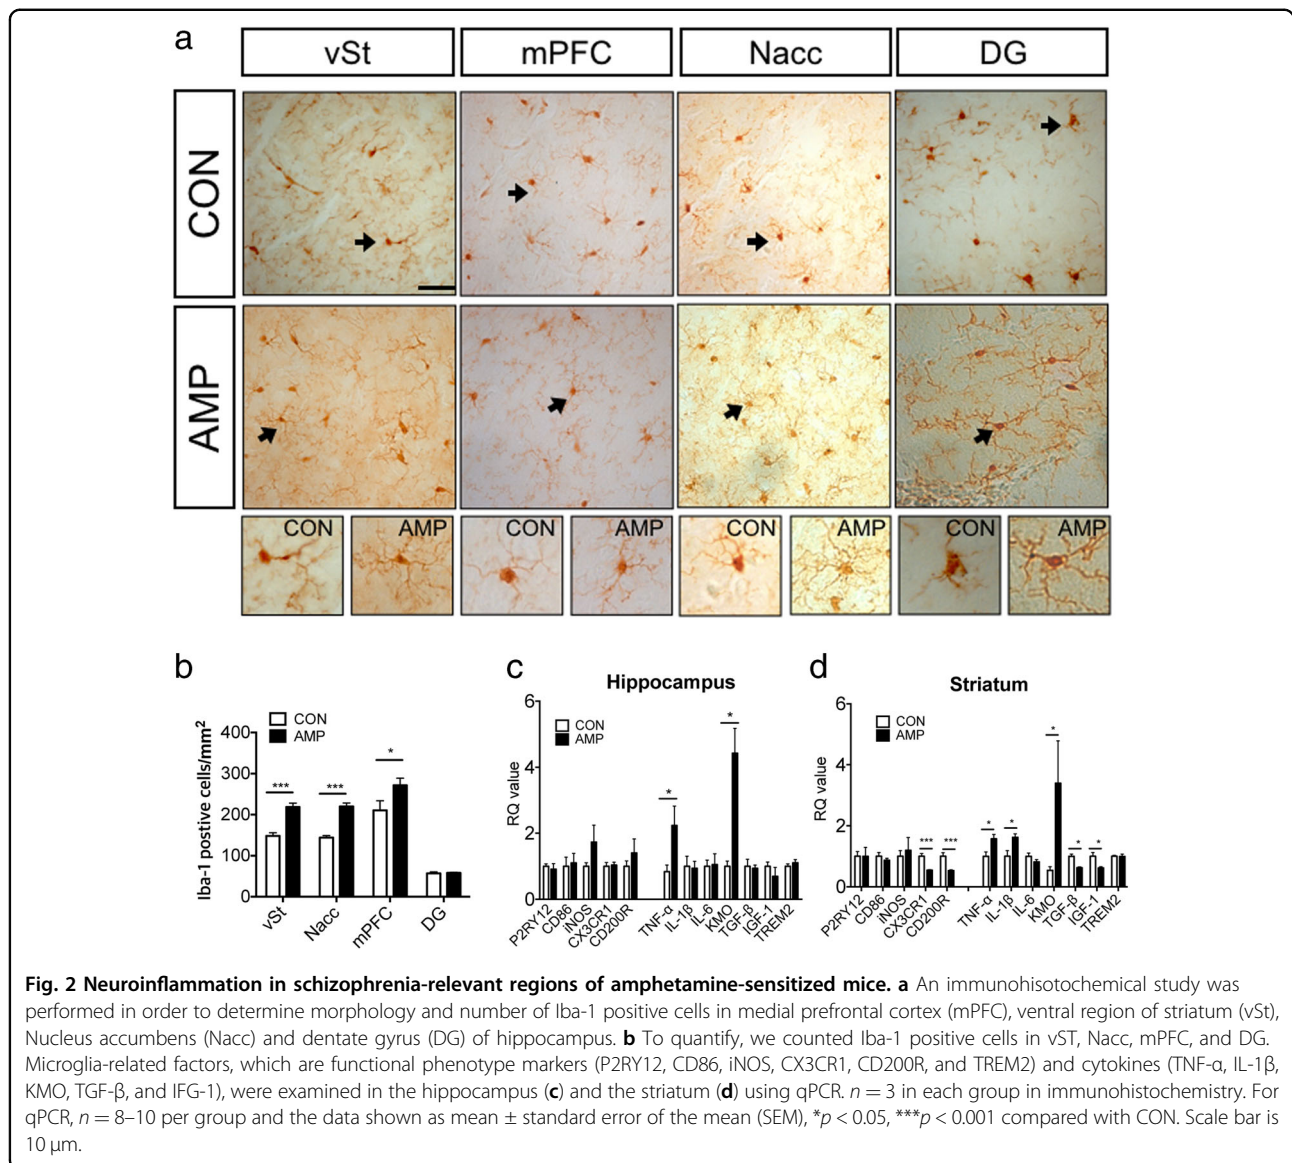 a
vSt
mPFC
Nacc
DG
CON
AMP
CON
AMP
CON
AMP
CON
AMP
CON
AMP
b
Iba-1 postive cells/mm²
400
300
200
100
0
CON
AMP
***
***
*
vSt
Nacc
mPFC
DG
c
Hippocampus
RQ value
6
4
2
0
CON
AMP
*
*
P2RY12
CD86
iNOS
CX3CR1
CD200R
TNF-α
IL-1β
IL-6
KMO
TGF-β
IGF-1
TREM2
d
Striatum
RQ value
6
4
2
0
CON
AMP
***
***
*
*
*
*
*
P2RY12
CD86
iNOS
CX3CR1
CD200R
TNF-α
IL-1β
IL-6
KMO
TGF-β
IGF-1
TREM2
Fig. 2 Neuroinflammation in schizophrenia-relevant regions of amphetamine-sensitized mice. a An immunohisotochemical study was
performed in order to determine morphology and number of Iba-1 positive cells in medial prefrontal cortex (mPFC), ventral region of striatum (vSt),
Nucleus accumbens (Nacc) and dentate gyrus (DG) of hippocampus. b To quantify, we counted Iba-1 positive cells in vST, Nacc, mPFC, and DG.
Microglia-related factors, which are functional phenotype markers (P2RY12, CD86, iNOS, CX3CR1, CD200R, and TREM2) and cytokines (TNF-α, IL-1β,
KMO, TGF-β, and IFG-1), were examined in the hippocampus (c) and the striatum (d) using qPCR. n = 3 in each group in immunohistochemistry. For
qPCR, n = 8–10 per group and the data shown as mean ± standard error of the mean (SEM), *p < 0.05, ***p < 0.001 compared with CON. Scale bar is
10 μm.